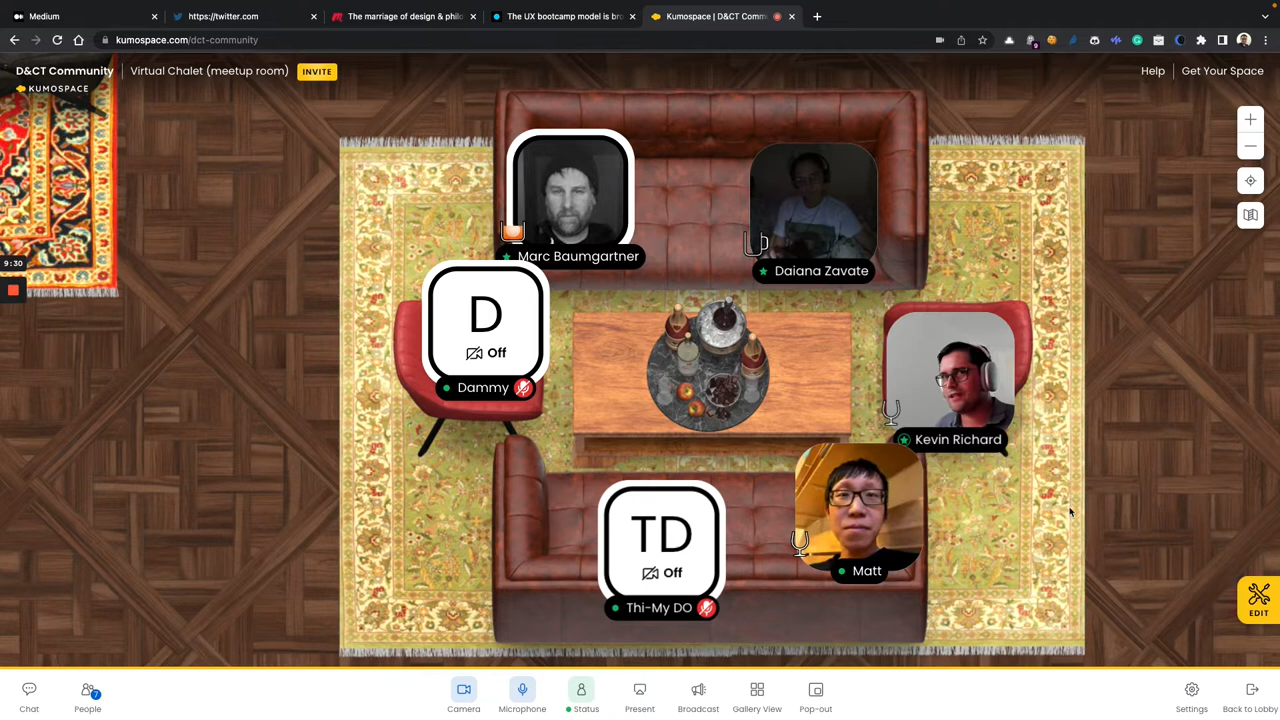 Medium
https://twitter.com
The marriage of design & philo
The UX bootcamp model is bro
Kumospace | D&CT Comm
kumospace.com/dct-community
9
D&CT Community
Virtual Chalet (meetup room)
INVITE
KUMOSPACE
Help
Get Your Space
9:30
Marc Baumgartner
Daiana Zavate
D
Off
Dammy
Kevin Richard
TD
Off
Thi-My DO
Matt
EDIT
Chat
7
People
Camera
Microphone
Status
Present
Broadcast
Gallery View
Pop-out
Settings
Back to Lobby